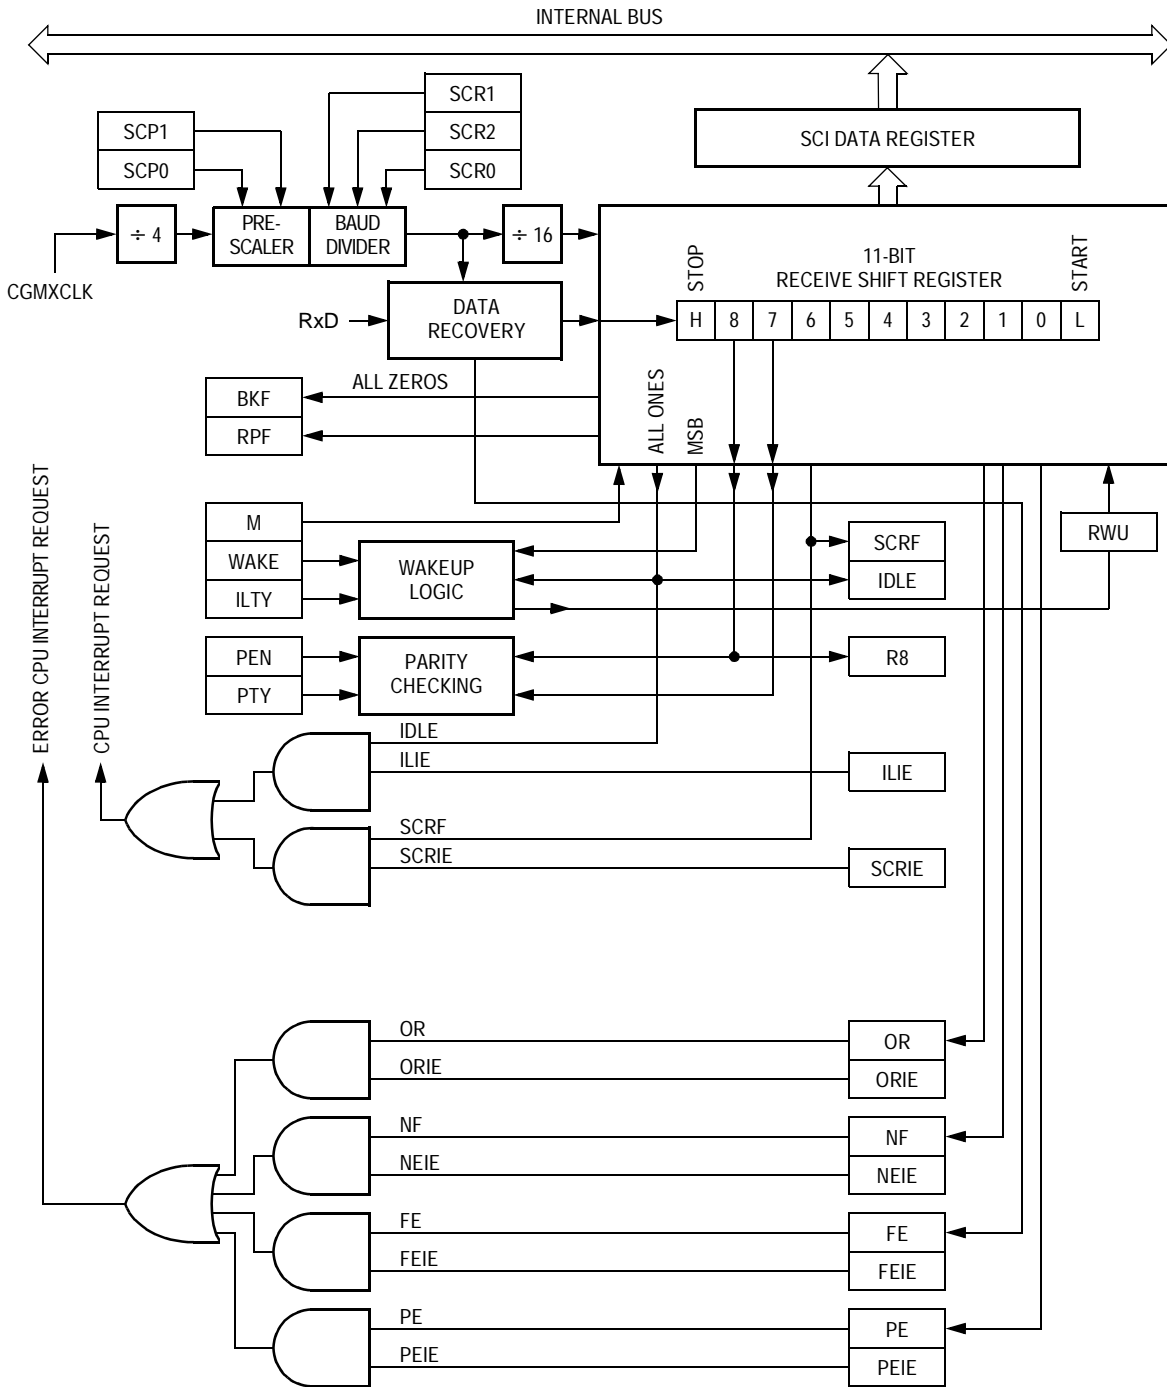 INTERNAL BUS
SCR1
SCP1
SCR2
SCI DATA REGISTER
SCP0
SCR0
÷ 4
PRE-
SCALER
BAUD
DIVIDER
÷ 16
CGMXCLK
STOP
11-BIT
RECEIVE SHIFT REGISTER
START
RxD
DATA
RECOVERY
H 8 7 6 5 4 3 2 1 0 L
ALL ZEROS
BKF
RPF
ALL ONES
MSB
ERROR CPU INTERRUPT REQUEST
CPU INTERRUPT REQUEST
M
WAKE
ILTY
WAKEUP
LOGIC
SCRF
IDLE
RWU
PEN
PTY
PARITY
CHECKING
R8
IDLE
ILIE
ILIE
SCRF
SCRIE
SCRIE
OR
OR
ORIE
ORIE
NF
NF
NEIE
NEIE
FE
FE
FEIE
FEIE
PE
PE
PEIE
PEIE